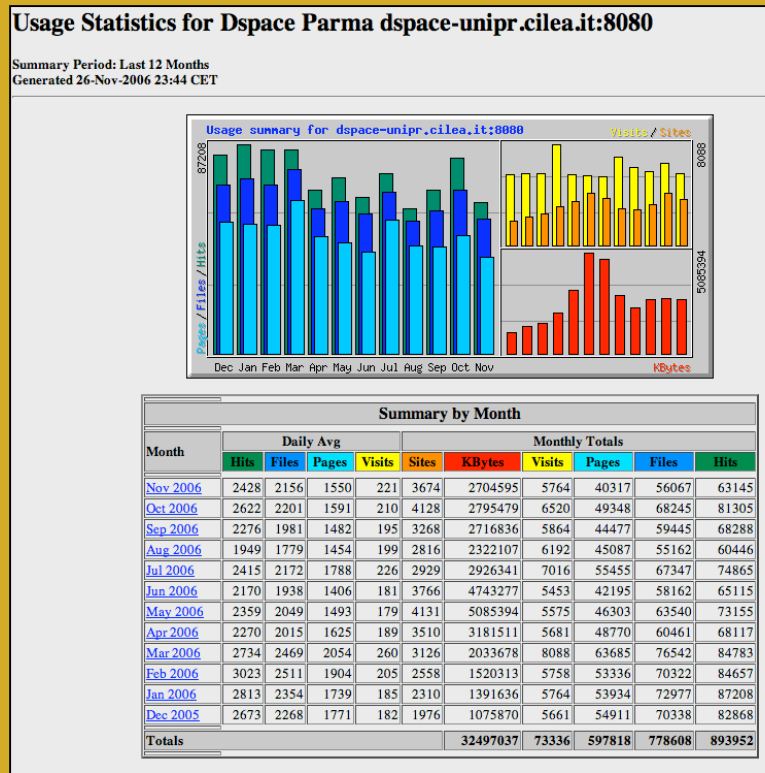 Usage Statistics for Dspace Parma dspace-unipr.cilea.it:8080
Summary Period: Last 12 Months
Generated 26-Nov-2006 23:44 CET
Usage summary for dspace-unipr.cilea.it:8080
Visits / Sites
87208
8088
Pages / Files / Hits
5085394
Dec Jan Feb Mar Apr May Jun Jul Aug Sep Oct Nov
KBytes
Summary by Month
Month Daily Avg Monthly Totals
Hits Files Pages Visits Sites KBytes Visits Pages Files Hits
Nov 2006 2428 2156 1550 221 3674 2704595 5764 40317 56067 63145
Oct 2006 2622 2201 1591 210 4128 2795479 6520 49348 68245 81305
Sep 2006 2276 1981 1482 195 3268 2716836 5864 44477 59445 68288
Aug 2006 1949 1779 1454 199 2816 2322107 6192 45087 55162 60446
Jul 2006 2415 2172 1788 226 2929 2926341 7016 55455 67347 74865
Jun 2006 2170 1938 1406 181 3766 4743277 5453 42195 58162 65115
May 2006 2359 2049 1493 179 4131 5085394 5575 46303 63540 73155
Apr 2006 2270 2015 1625 189 3510 3181511 5681 48770 60461 68117
Mar 2006 2734 2469 2054 260 3126 2033678 8088 63685 76542 84783
Feb 2006 3023 2511 1904 205 2558 1520313 5758 53336 70322 84657
Jan 2006 2813 2354 1739 185 2310 1391636 5764 53934 72977 87208
Dec 2005 2673 2268 1771 182 1976 1075870 5661 54911 70338 82868
Totals 32497037 73336 597818 778608 893952